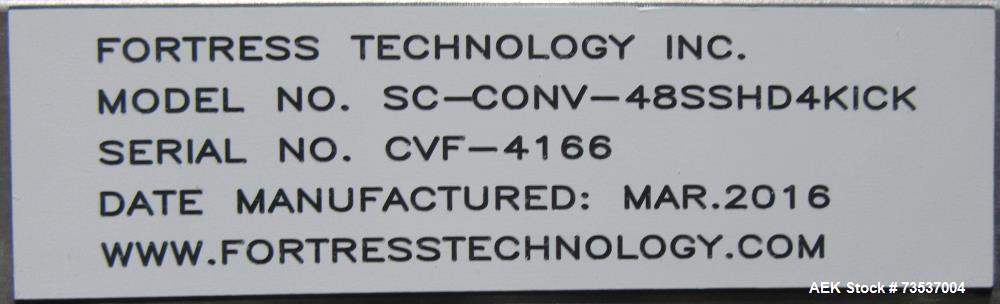 FORTRESS TECHNOLOGY INC.
MODEL NO. SC-CONV-48SSHD4KICK
SERIAL NO. CVF-4166
DATE MANUFACTURED: MAR.2016
WWW.FORTRESSTECHNOLOGY.COM
AEK Stock # 73537004